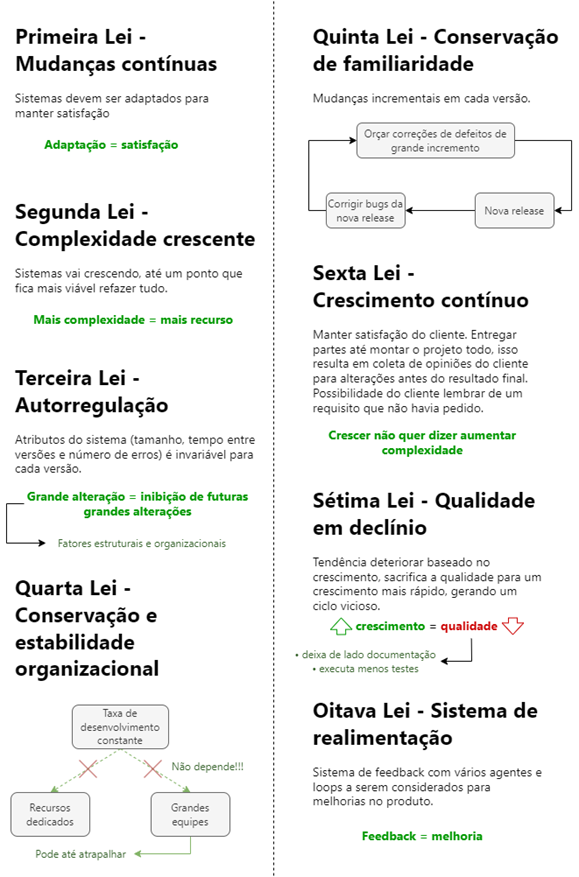 Primeira Lei -
Mudanças contínuas
Sistemas devem ser adaptados para
manter satisfação
Adaptação = satisfação
Segunda Lei -
Complexidade crescente
Sistemas vai crescendo, até um ponto que
fica mais viável refazer tudo.
Mais complexidade = mais recurso
Terceira Lei -
Autorregulação
Atributos do sistema (tamanho, tempo entre
versões e número de erros) é invariável para
cada versão.
Grande alteração = inibição de futuras
grandes alterações
Fatores estruturais e organizacionais
Quarta Lei -
Conservação e
estabilidade
organizacional
Taxa de
desenvolvimento
constante
Não depende!!!
Recursos
dedicados
Grandes
equipes
Pode até atrapalhar
Quinta Lei - Conservação
de familiaridade
Mudanças incrementais em cada versão.
Orçar correções de defeitos de
grande incremento
Corrigir bugs da
nova release
Nova release
Sexta Lei -
Crescimento contínuo
Manter satisfação do cliente. Entregar
partes até montar o projeto todo, isso
resulta em coleta de opiniões do cliente
para alterações antes do resultado final.
Possibilidade do cliente lembrar de um
requisito que não havia pedido.
Crescer não quer dizer aumentar
complexidade
Sétima Lei - Qualidade
em declínio
Tendência deteriorar baseado no
crescimento, sacrifica a qualidade para um
crescimento mais rápido, gerando um
ciclo vicioso.
crescimento = qualidade
• deixa de lado documentação
• executa menos testes
Oitava Lei - Sistema de
realimentação
Sistema de feedback com vários agentes e
loops a serem considerados para
melhorias no produto.
Feedback = melhoria